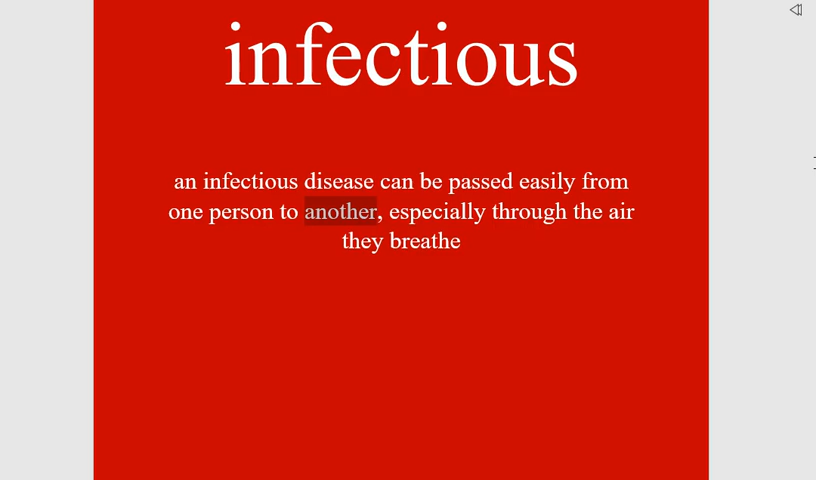 infectious
an infectious disease can be passed easily from
one person to another, especially through the air
they breathe